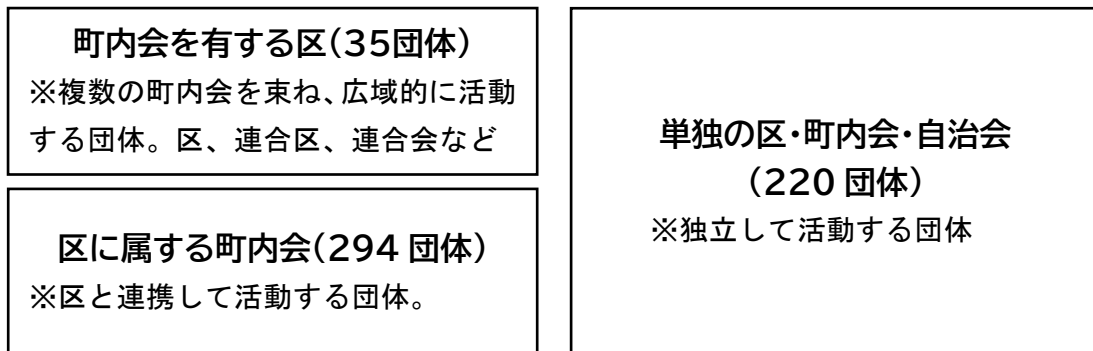 町内会を有する区(35団体)
※複数の町内会を束ね、広域的に活動
する団体。区、連合区、連合会など
区に属する町内会(294 団体)
※区と連携して活動する団体。
単独の区・町内会・自治会
(220 団体)
※独立して活動する団体